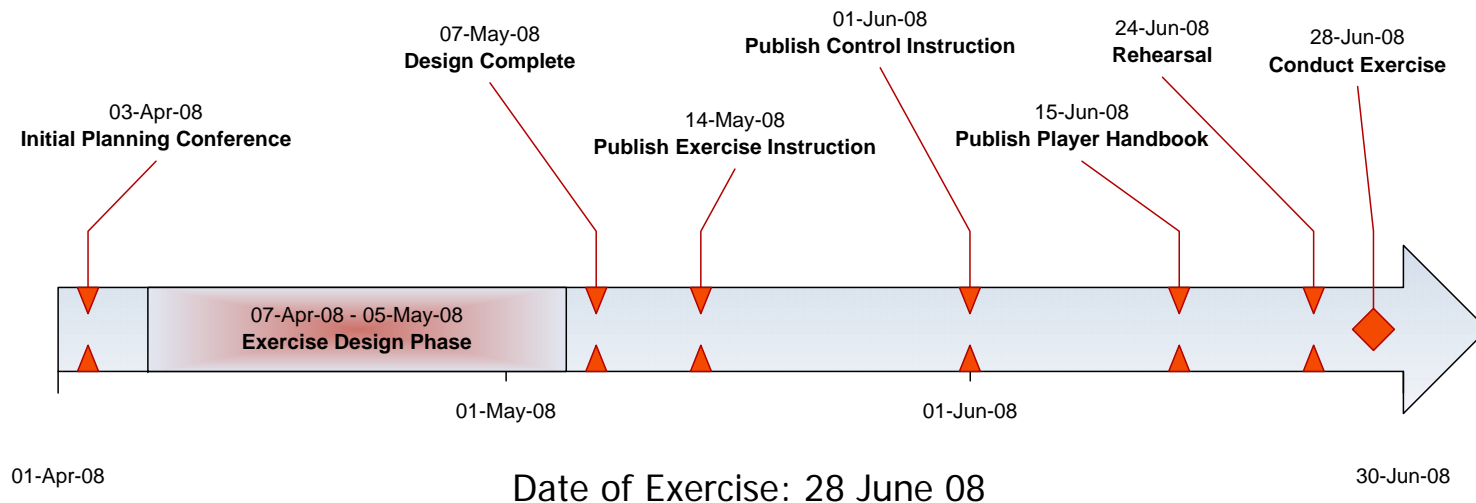 03-Apr-08
Initial Planning Conference
07-May-08
Design Complete
14-May-08
Publish Exercise Instruction
01-Jun-08
Publish Control Instruction
15-Jun-08
Publish Player Handbook
24-Jun-08
Rehearsal
28-Jun-08
Conduct Exercise
07-Apr-08 - 05-May-08
Exercise Design Phase
01-May-08
01-Jun-08
01-Apr-08
30-Jun-08
Date of Exercise: 28 June 08